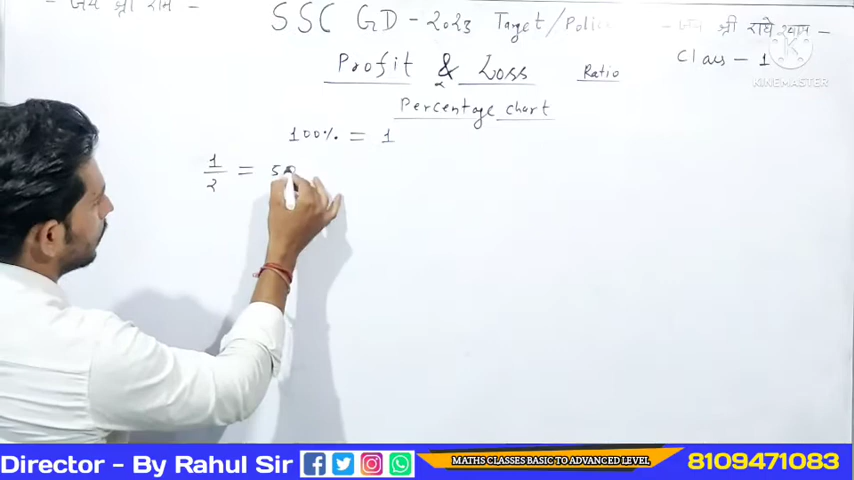 - जय श्री राम -
SSC GD - 2023 Target/Polic
- जय श्री राधे श्याम -
Profit & Loss
Ratio
Class - 1
KINEMASTER
Percentage chart
100% = 1
1/2 = 50
Director - By Rahul Sir
MATHS CLASSES BASIC TO ADVANCED LEVEL
8109471083